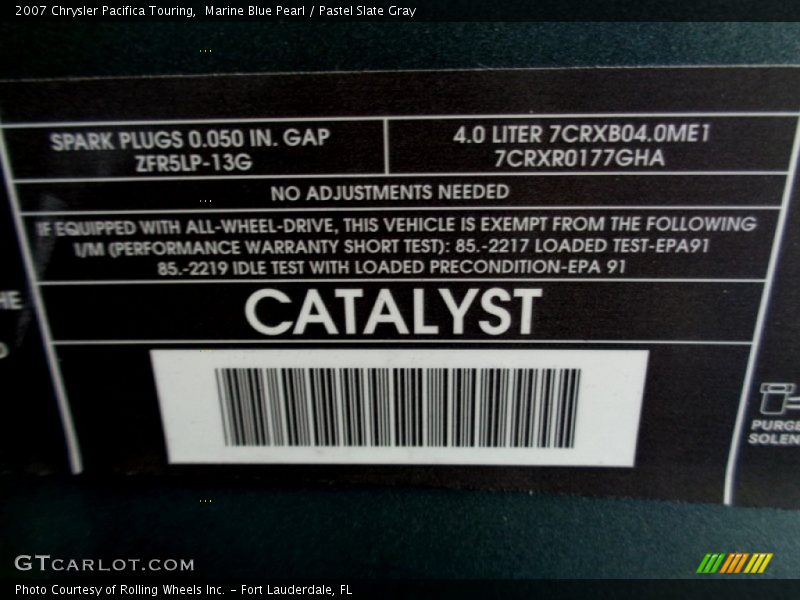 2007 Chrysler Pacifica Touring,  Marine Blue Pearl / Pastel Slate Gray
SPARK PLUGS 0.050 IN. GAP
ZFR5LP-13G
4.0 LITER 7CRXB04.0ME1
7CRXR0177GHA
NO ADJUSTMENTS NEEDED
IF EQUIPPED WITH ALL-WHEEL-DRIVE, THIS VEHICLE IS EXEMPT FROM THE FOLLOWING
I/M (PERFORMANCE WARRANTY SHORT TEST): 85.-2217 LOADED TEST-EPA91
85.-2219 IDLE TEST WITH LOADED PRECONDITION-EPA 91
CATALYST
PURGE
SOLEN
GTCARLOT.COM
Photo Courtesy of Rolling Wheels Inc. - Fort Lauderdale, FL